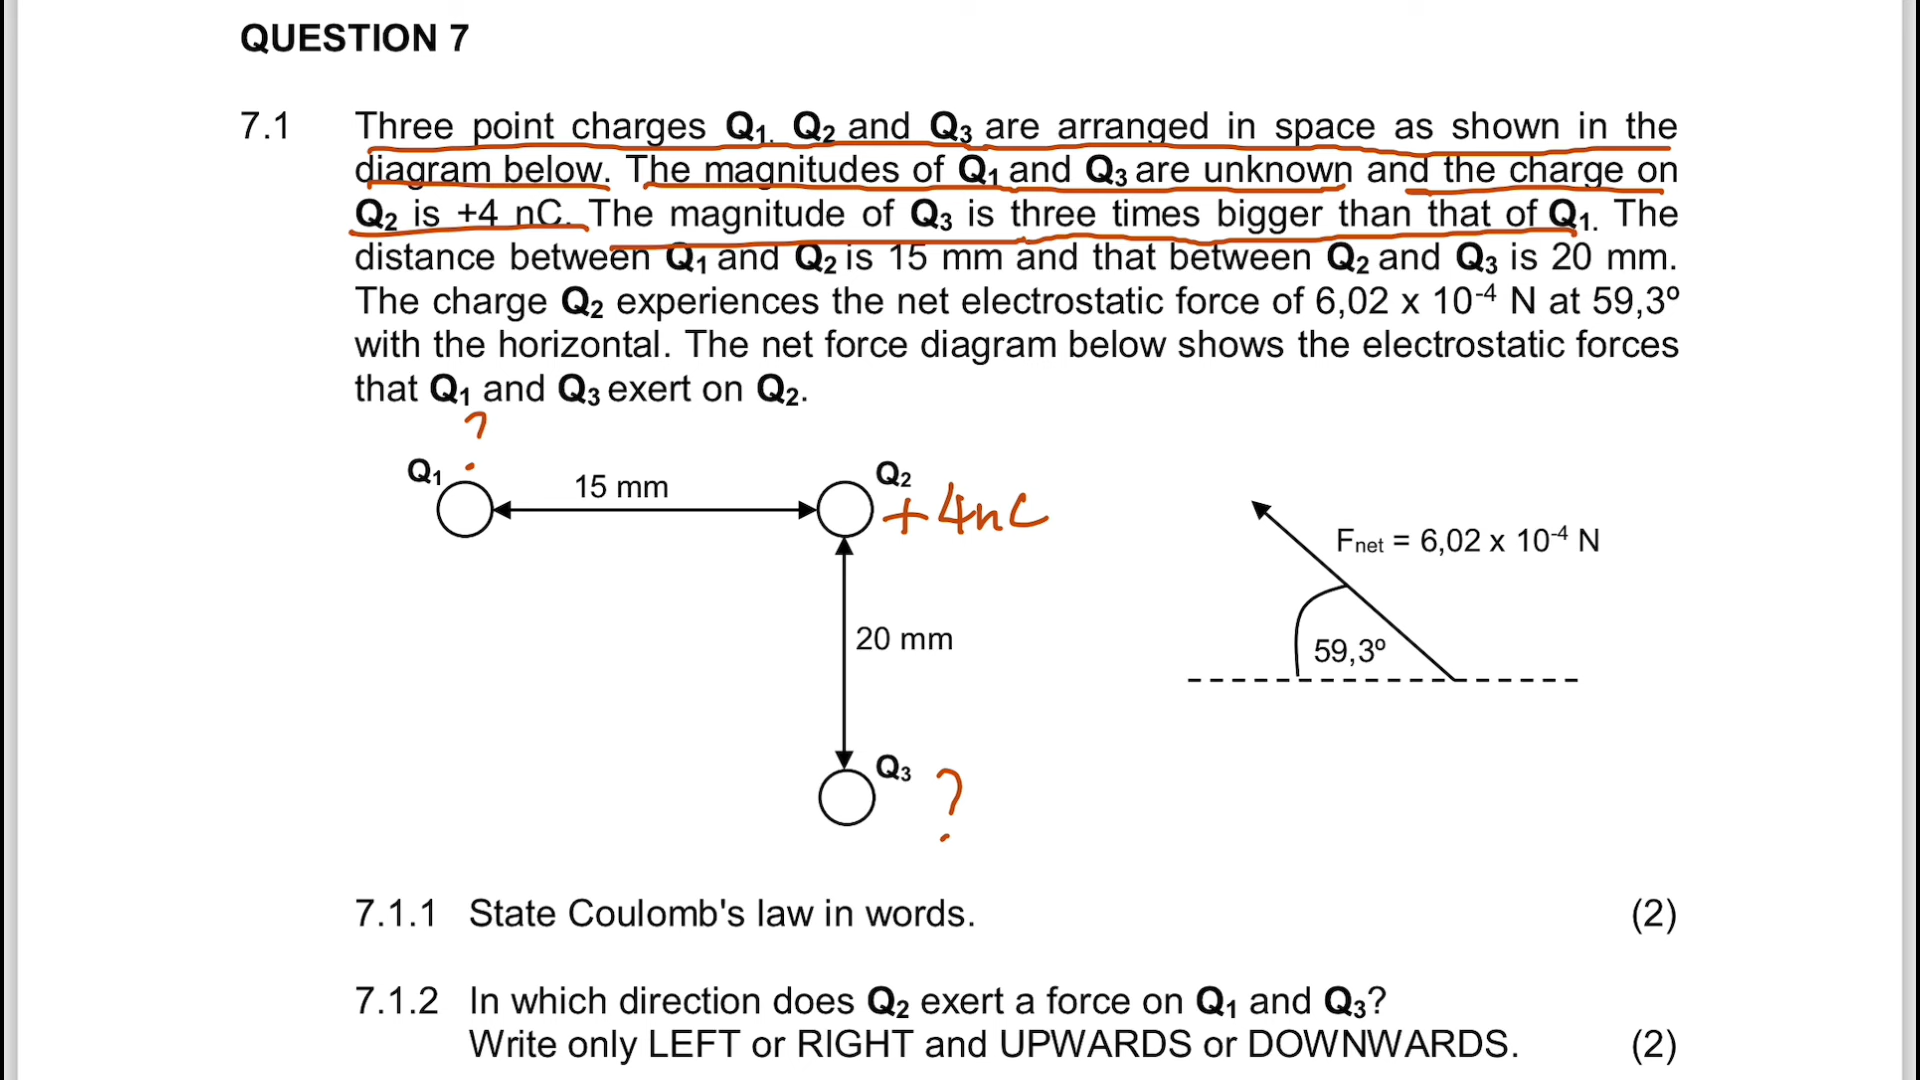 QUESTION 7
7.1 Three point charges Q₁, Q₂ and Q₃ are arranged in space as shown in the
diagram below. The magnitudes of Q₁ and Q₃ are unknown and the charge on
Q₂ is +4 nC. The magnitude of Q₃ is three times bigger than that of Q₁. The
distance between Q₁ and Q₂ is 15 mm and that between Q₂ and Q₃ is 20 mm.
The charge Q₂ experiences the net electrostatic force of 6,02 x 10⁻⁴ N at 59,3º
with the horizontal. The net force diagram below shows the electrostatic forces
that Q₁ and Q₃ exert on Q₂.
?
Q₁
15 mm
Q₂
+4nC
Fnet = 6,02 x 10⁻⁴ N
59,3º
20 mm
Q₃ ?
7.1.1 State Coulomb's law in words. (2)
7.1.2 In which direction does Q₂ exert a force on Q₁ and Q₃?
Write only LEFT or RIGHT and UPWARDS or DOWNWARDS. (2)